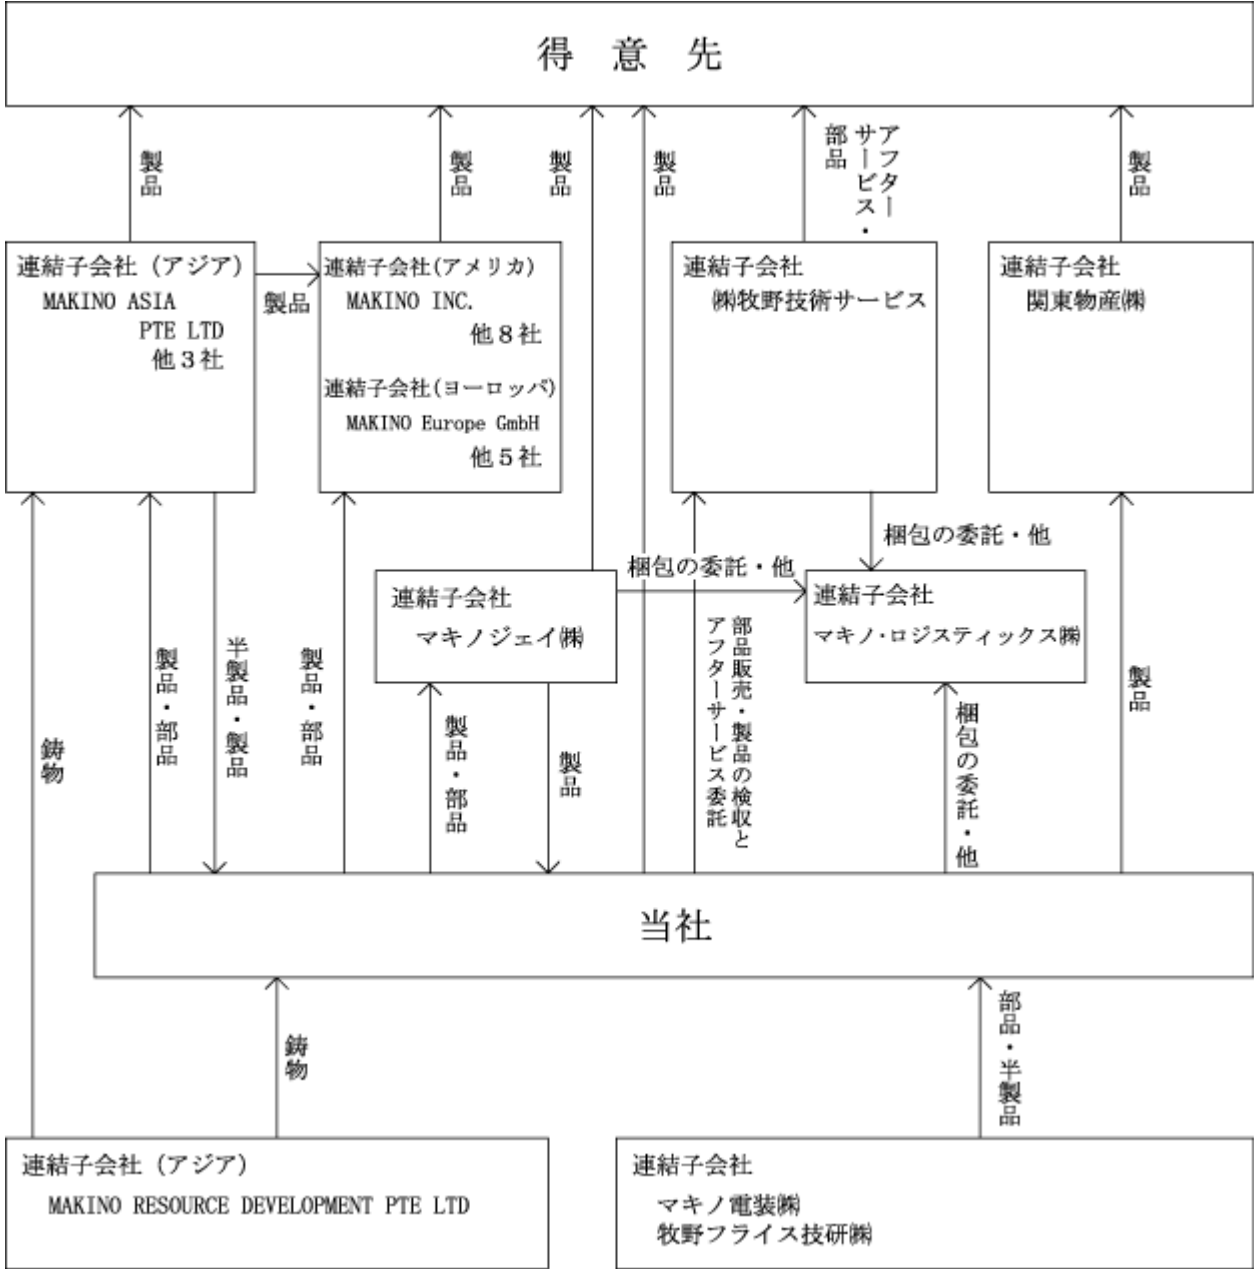 得意先
製品
製品
製品
製品
アフター
サービス・
部品
製品
連結子会社（アジア）
MAKINO ASIA
PTE LTD
他３社
製品
連結子会社(アメリカ)
MAKINO INC.
他８社
連結子会社(ヨーロッパ)
MAKINO Europe GmbH
他５社
連結子会社
㈱牧野技術サービス
連結子会社
関東物産㈱
梱包の委託・他
梱包の委託・他
連結子会社
マキノジェイ㈱
連結子会社
マキノ・ロジスティックス㈱
鋳物
製品・部品
半製品・製品
製品・部品
製品・部品
製品
部品販売・製品の検収と
アフターサービス委託
梱包の委託・他
製品
当社
鋳物
部品・半製品
連結子会社（アジア）
MAKINO RESOURCE DEVELOPMENT PTE LTD
連結子会社
マキノ電装㈱
牧野フライス技研㈱